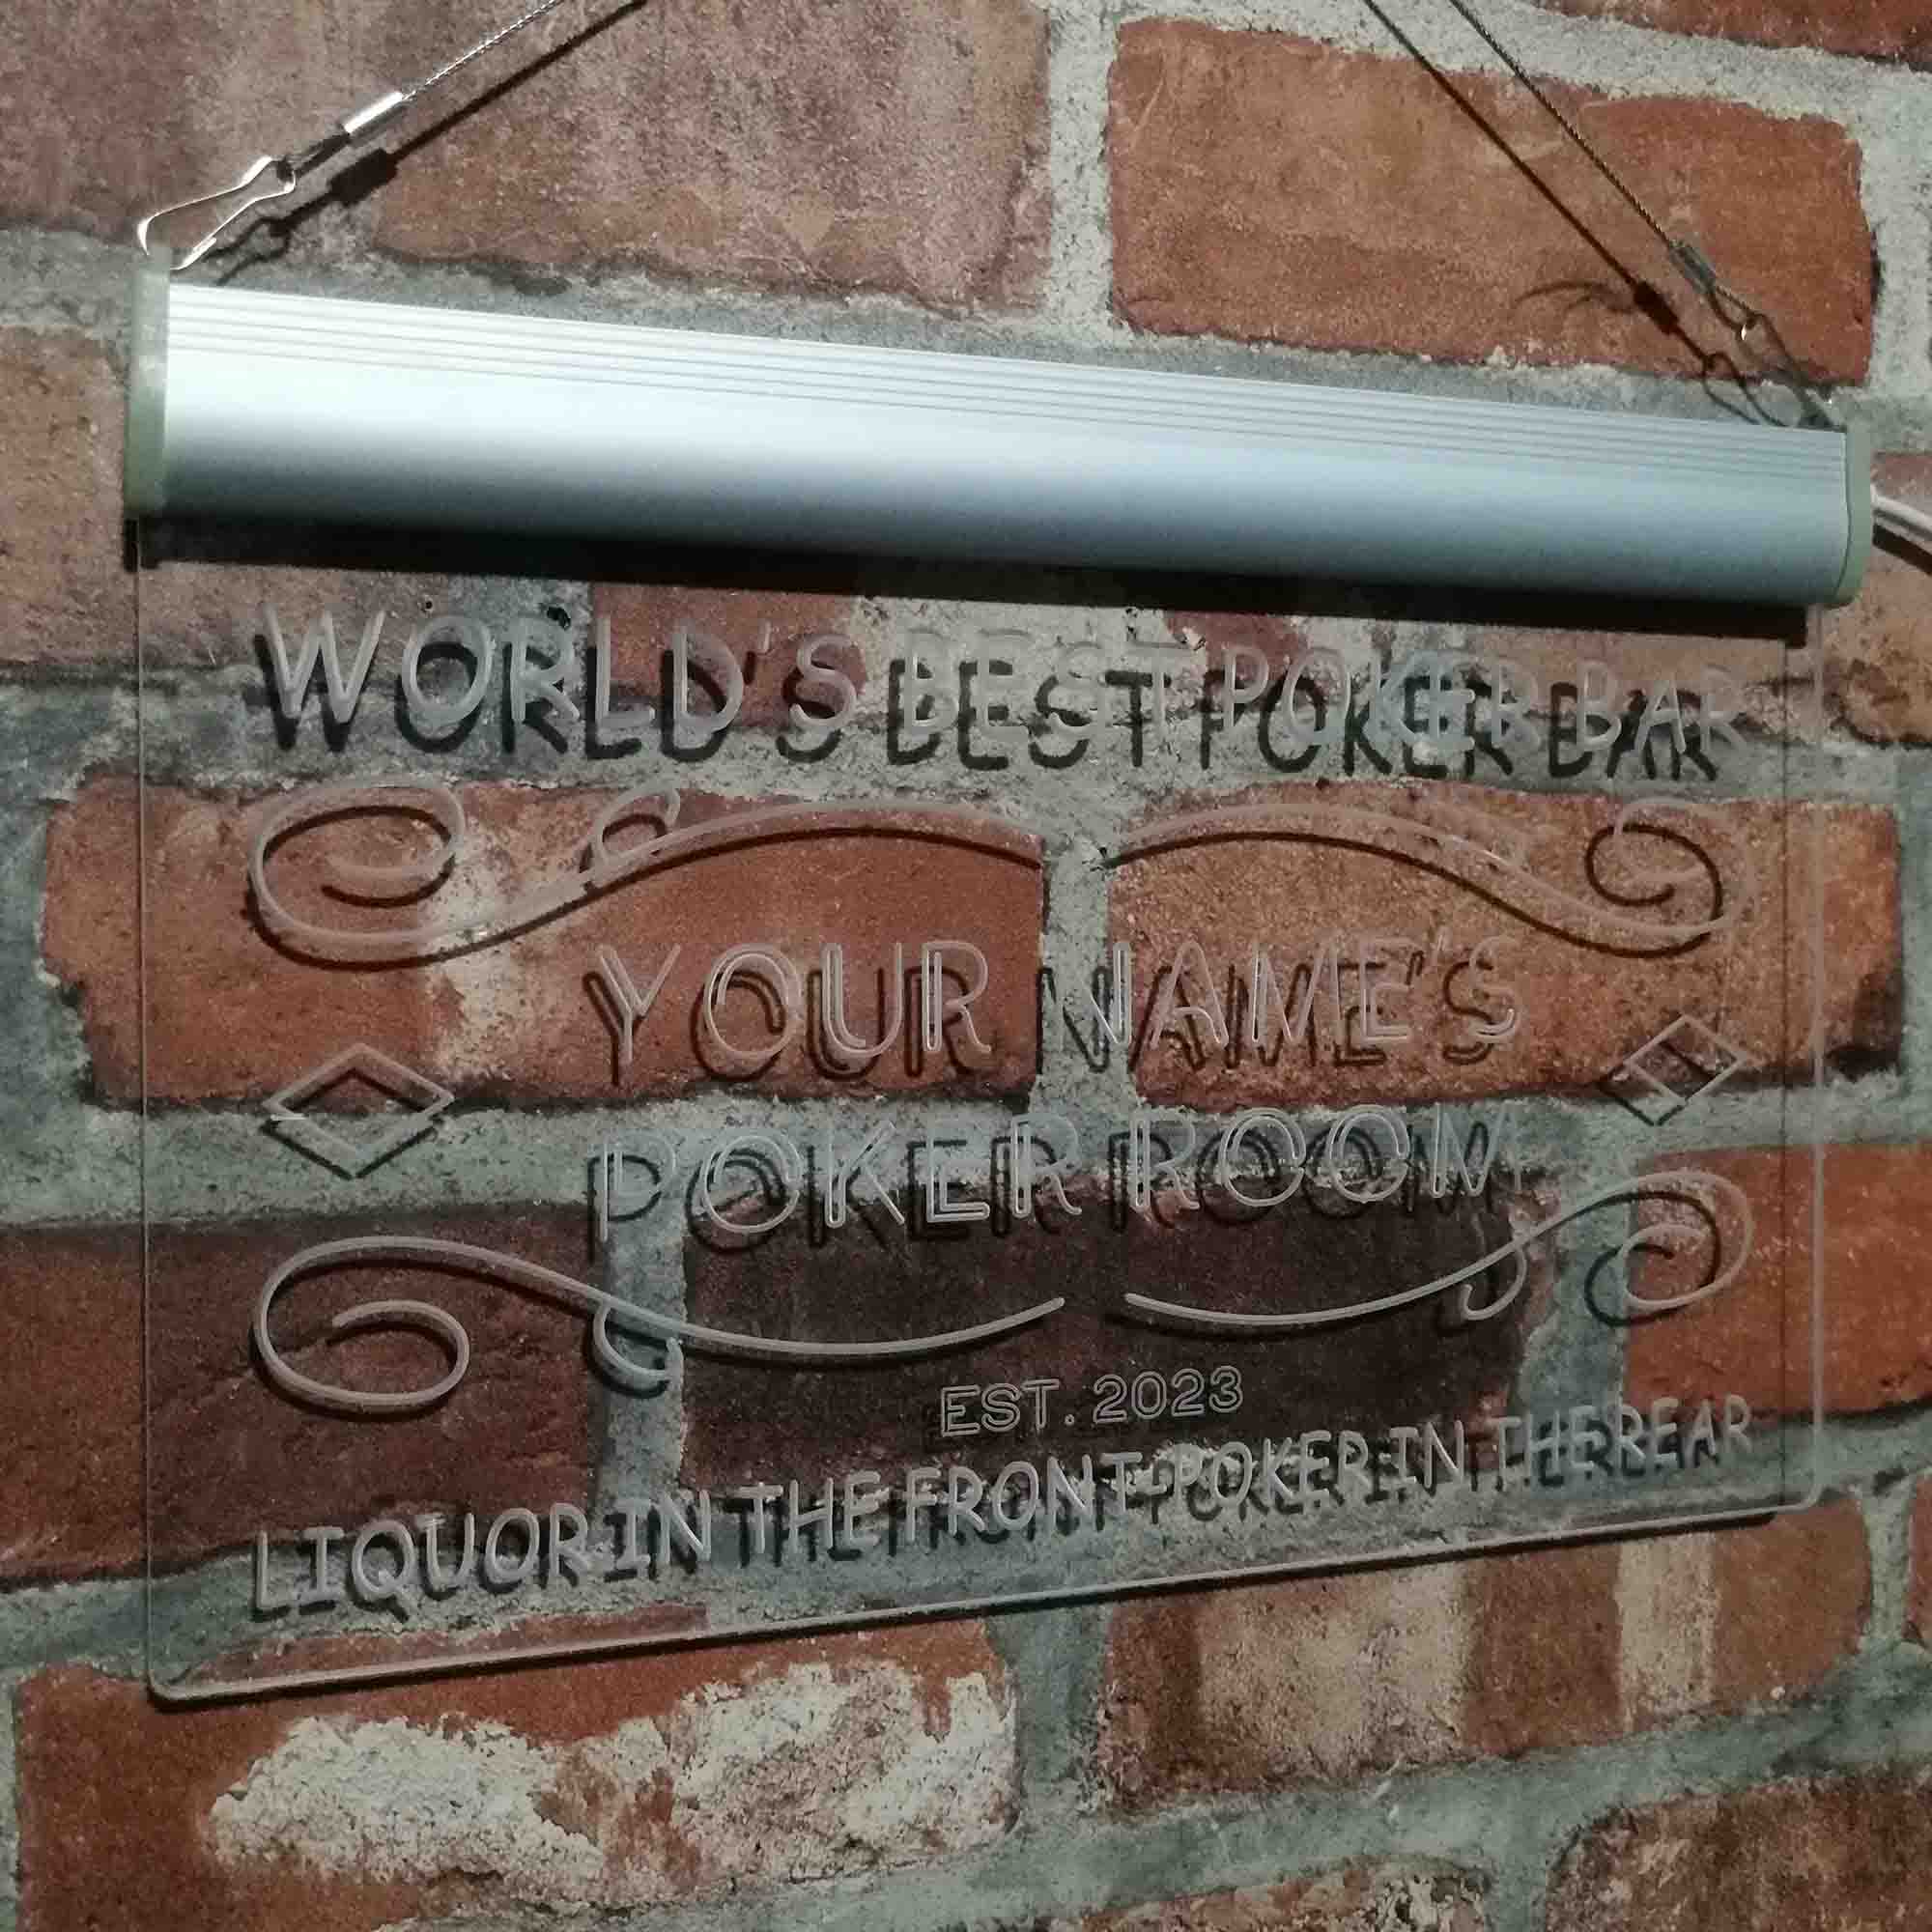 WORLD'S BEST POKER BAR
YOUR NAME'S
POKER ROOM
EST. 2023
LIQUOR IN THE FRONT-POKER IN THE REAR